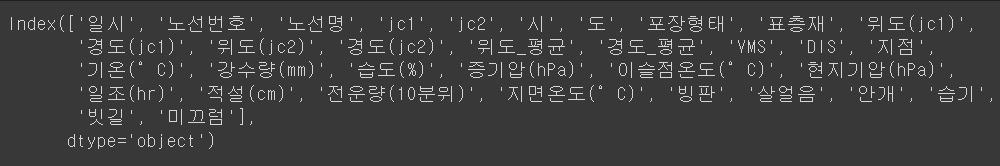 Index(['일시', '노선번호', '노선명', 'jc1', 'jc2', '시', '도', '포장형태', '표층재', '위도(jc1)',
'경도(jc1)', '위도(jc2)', '경도(jc2)', '위도_평균', '경도_평균', 'VMS', 'DIS', '지점',
'기온(°C)', '강수량(mm)', '습도(%)', '증기압(hPa)', '이슬점온도(°C)', '현지기압(hPa)',
'일조(hr)', '적설(cm)', '전운량(10분위)', '지면온도(°C)', '빙판', '살얼음', '안개', '습기',
'빗길', '미끄럼'],
dtype='object')